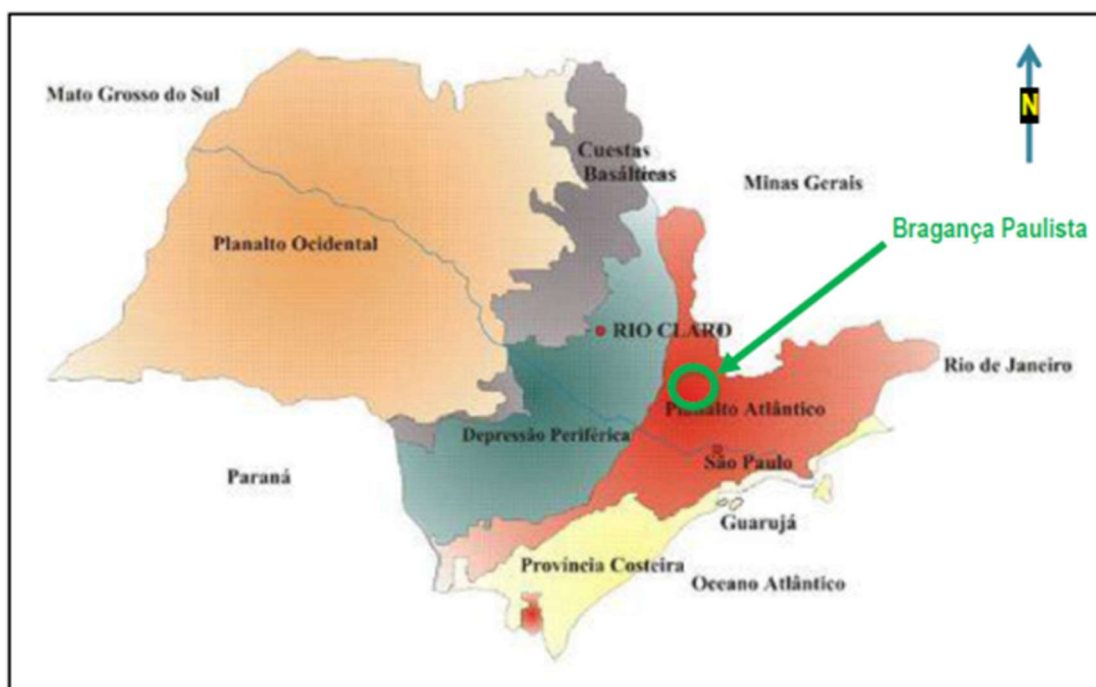 N
Mato Grosso do Sul
Cuestas
Basálticas
Minas Gerais
Bragança Paulista
Planalto Ocidental
RIO CLARO
Rio de Janeiro
Planalto Atlântico
Depressão Periférica
São Paulo
Paraná
Guarujá
Província Costeira
Oceano Atlântico